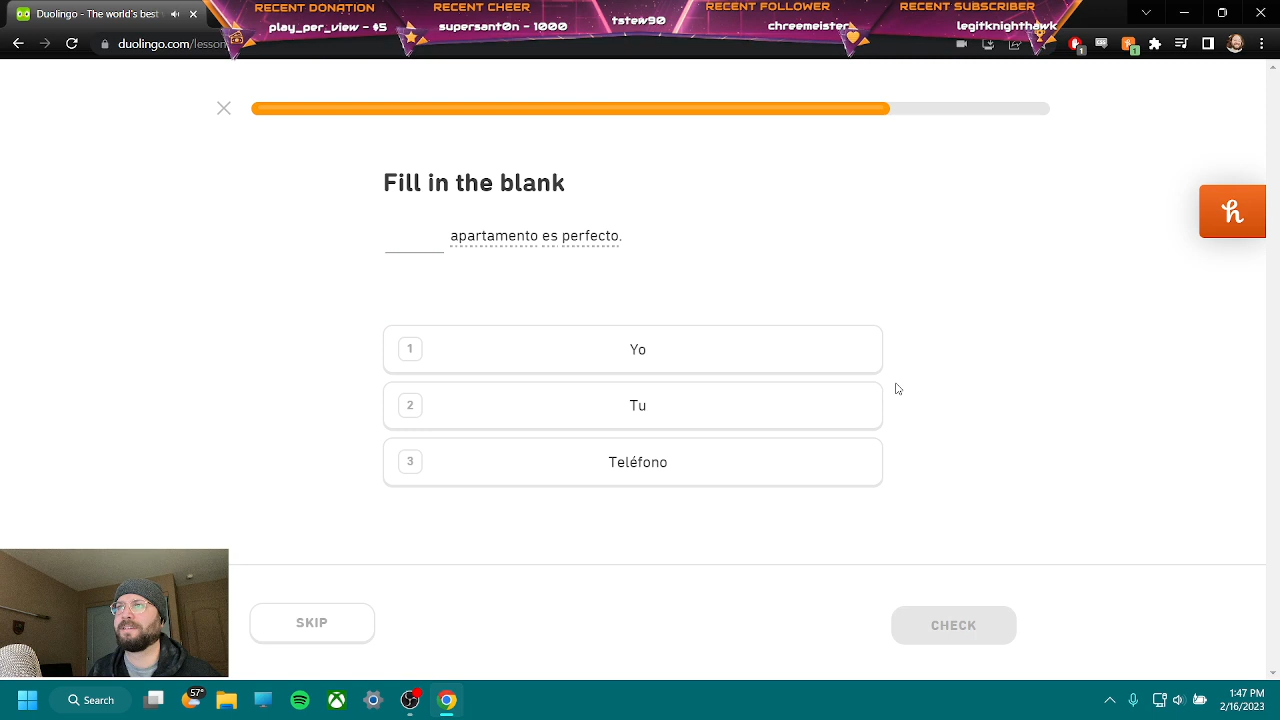 Duolingo - The world's best
RECENT DONATION
play_per_view - $5
RECENT CHEER
supersant0n - 1000
tstew90
RECENT FOLLOWER
chreemeister
RECENT SUBSCRIBER
legitknighthawk
duolingo.com/lesson
1
1
Fill in the blank
apartamento es perfecto.
1 Yo
2 Tu
3 Teléfono
SKIP
CHECK
Search
57°
1:47 PM
2/16/2023